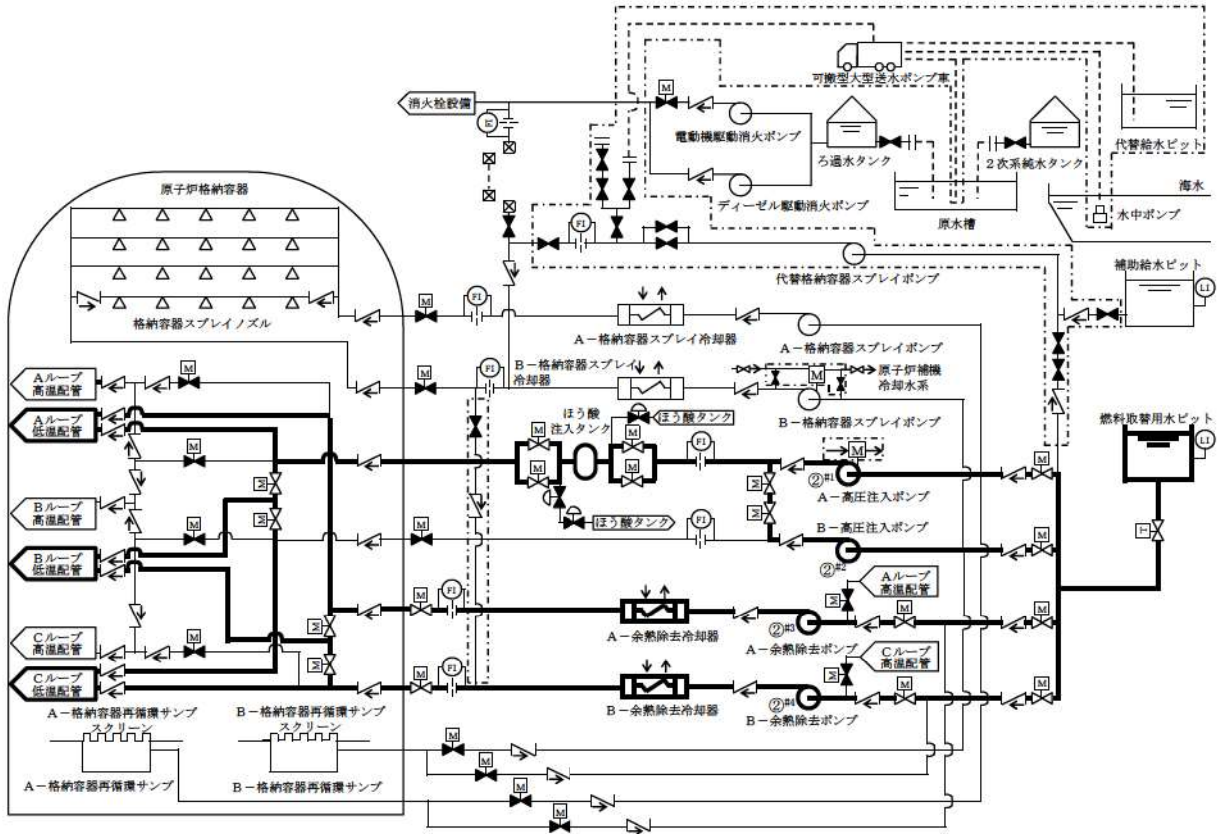 可搬型大型送水ポンプ車
消火栓設備
M
FI
電動機駆動消火ポンプ
ろ過水タンク
2次系純水タンク
代替給水ピット
海水
ディーゼル駆動消火ポンプ
原水槽
水中ポンプ
原子炉格納容器
FI
代替格納容器スプレイポンプ
補助給水ピット
LI
格納容器スプレイノズル
M
FI
A-格納容器スプレイ冷却器
A-格納容器スプレイポンプ
B-格納容器スプレイ
冷却器
FI
M
原子炉補機
冷却水系
M
Aループ
高温配管
M
B-格納容器スプレイポンプ
Aループ
低温配管
ほう酸
注入タンク
ほう酸タンク
燃料取替用水ピット
LI
M
M
M
M
M
FI
M
M
②#1
A-高圧注入ポンプ
M
M
M
T
Bループ
高温配管
M
ほう酸タンク
M
M
M
FI
B-高圧注入ポンプ
M
Bループ
低温配管
②#2
Aループ
高温配管
M
FI
M
M
M
②#3
A-余熱除去冷却器
A-余熱除去ポンプ
M
Cループ
高温配管
M
Cループ
高温配管
M
FI
M
M
M
Cループ
低温配管
②#4
B-余熱除去冷却器
B-余熱除去ポンプ
A-格納容器再循環サンプ
スクリーン
B-格納容器再循環サンプ
スクリーン
M
M
A-格納容器再循環サンプ
B-格納容器再循環サンプ
M
M